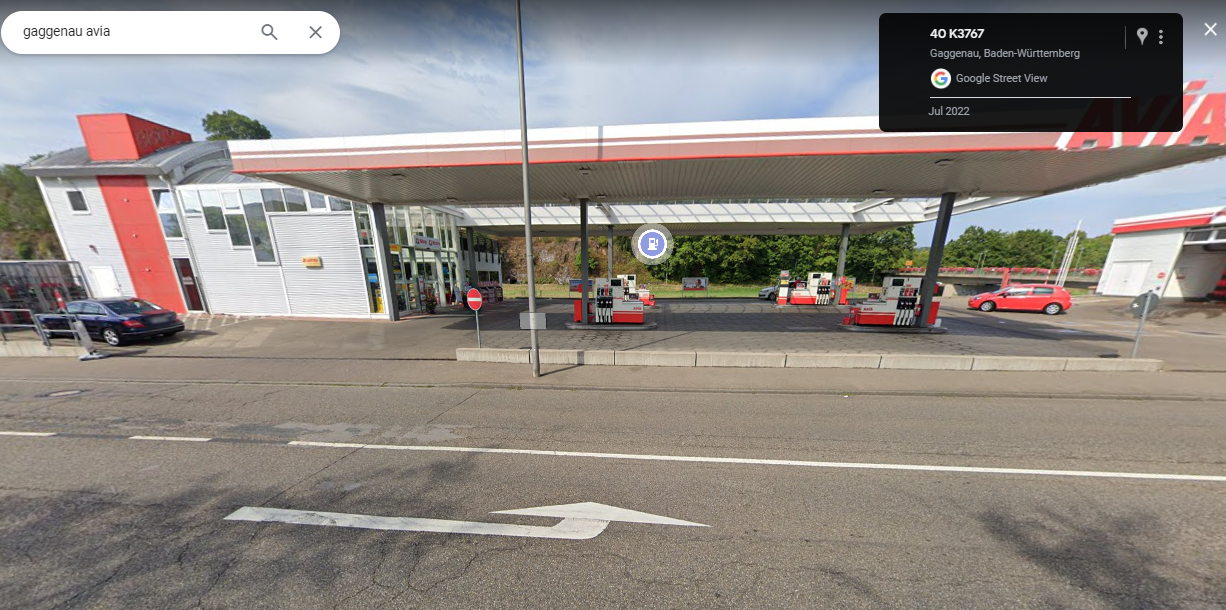 gaggenau avia
40 K3767
Gaggenau, Baden-Württemberg
Google Street View
Jul 2022
AVIA